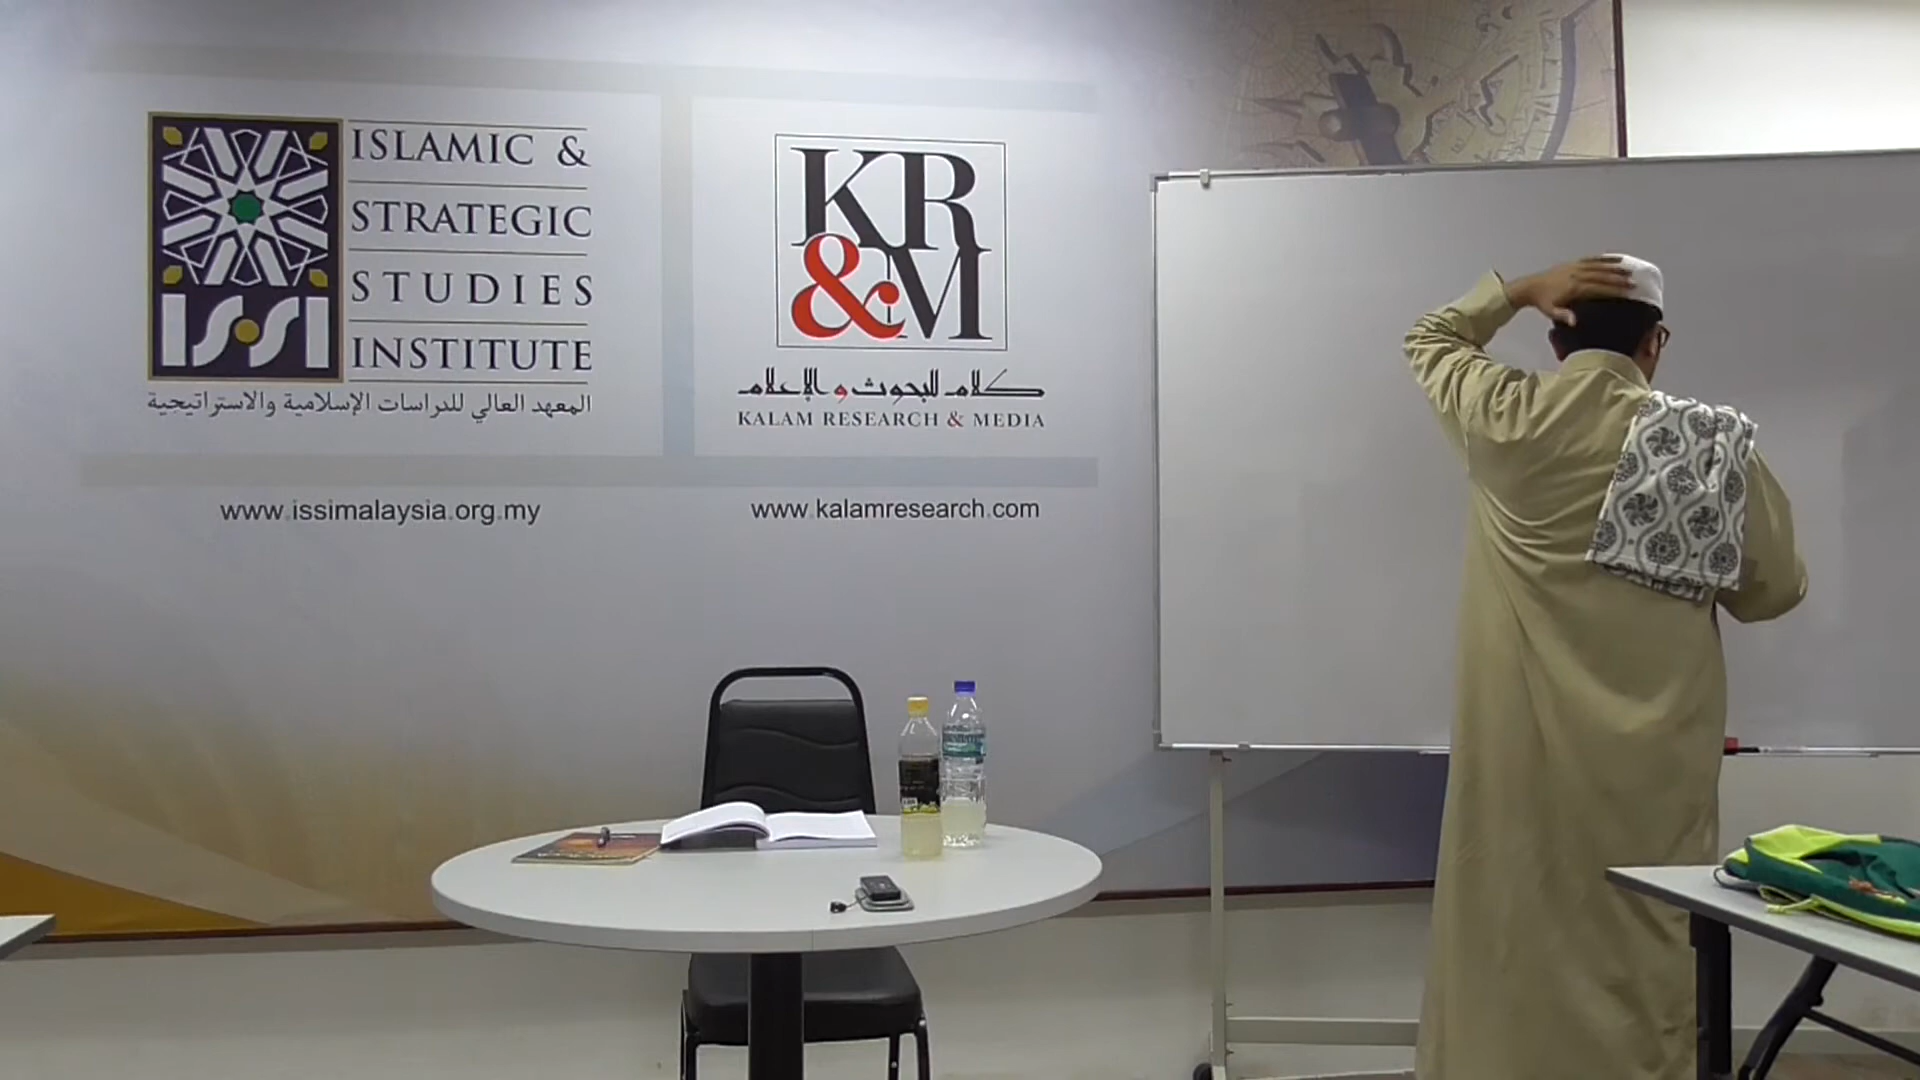 ISLAMIC &
STRATEGIC
STUDIES
INSTITUTE
ISSI
المعهد العالي للدراسات الإسلامية والاستراتيجية
www.issimalaysia.org.my
KR
&M
كلام للبحوث و الإعلام
KALAM RESEARCH & MEDIA
www.kalamresearch.com